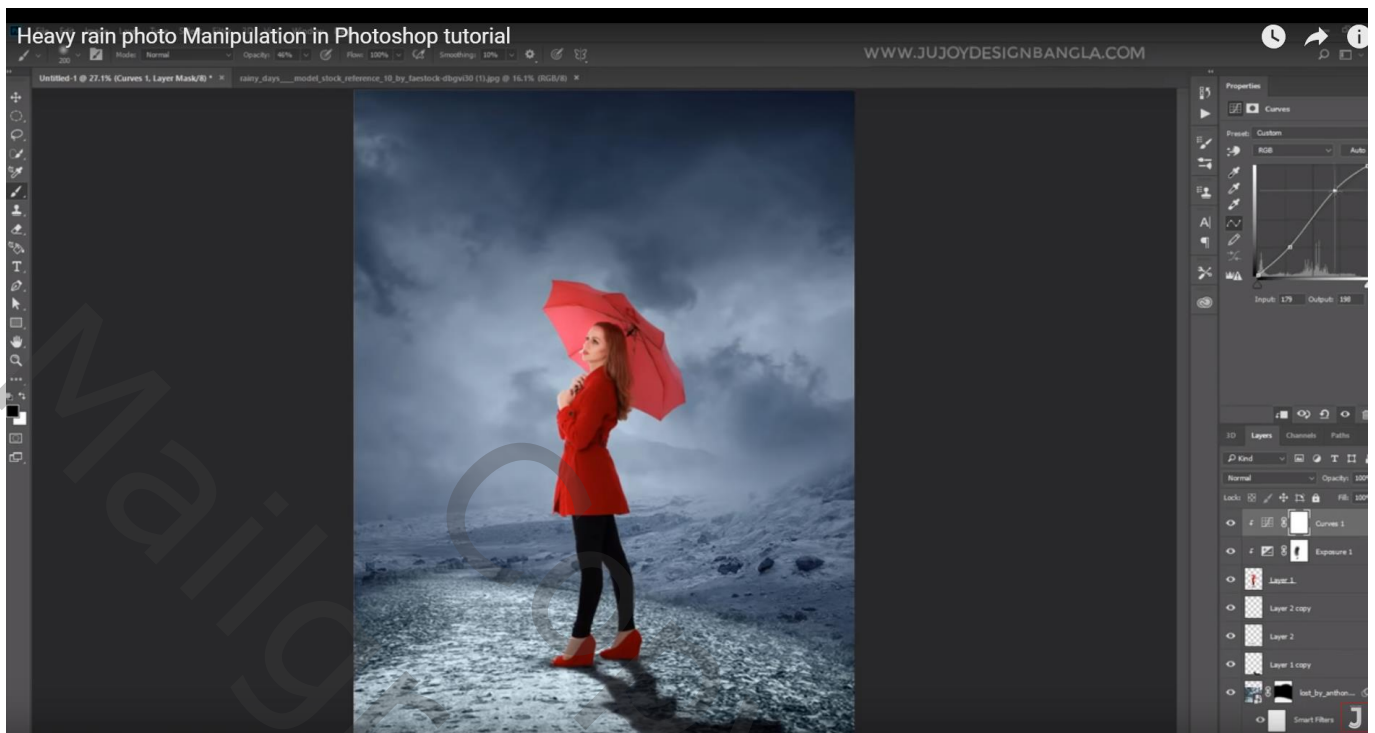 Heavy rain photo Manipulation in Photoshop tutorial
200 Mode: Normal Opacity: 46% Flow: 100% Smoothing: 10%
WWW.JUJOYDESIGNBANGLA.COM
Untitled-1 @ 27.1% (Curves 1, Layer Mask/8) * ×
rainy_days___model_stock_reference_10_by_faestock-dbgvi30 (1).jpg @ 16.1% (RGB/8) ×
Properties
Curves
Preset: Custom
RGB Auto
Input: 179 Output: 198
3D Layers Channels Paths
Kind
Normal Opacity: 100%
Lock: Fill: 100%
Curves 1
Exposure 1
Layer 1
Layer 2 copy
Layer 2
Layer 1 copy
lost_by_anthon...
Smart Filters
J